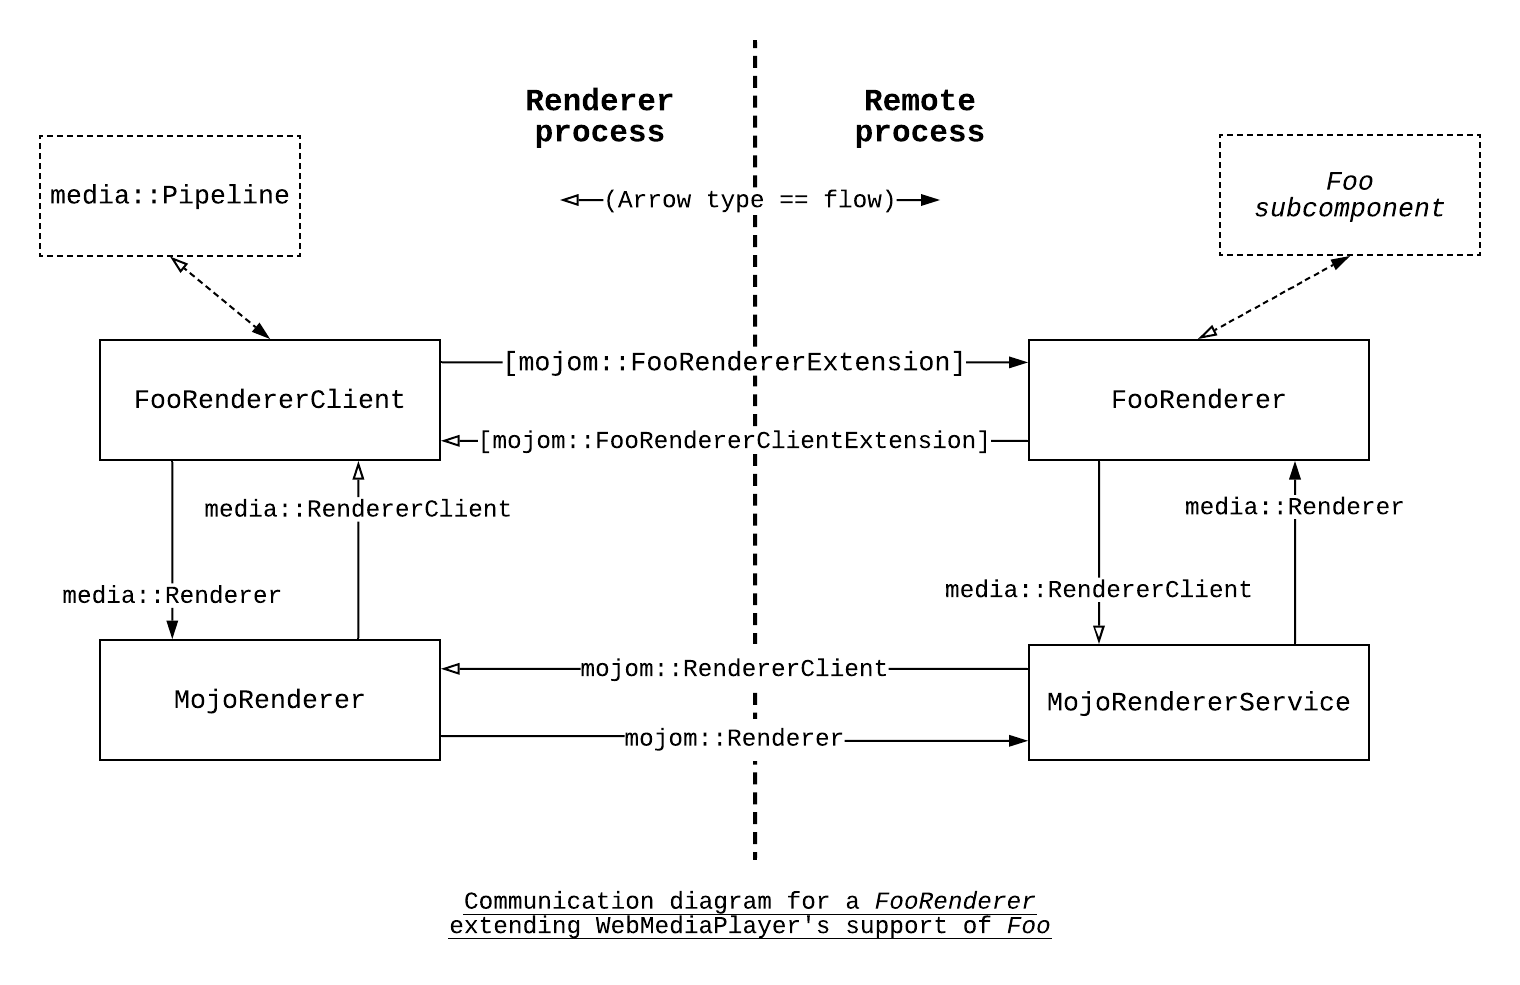 Renderer
process
Remote
process
media::Pipeline
(Arrow type == flow)
Foo
subcomponent
[mojom::FooRendererExtension]
FooRendererClient
FooRenderer
[mojom::FooRendererClientExtension]
media::RendererClient
media::Renderer
media::Renderer
media::RendererClient
mojom::RendererClient
MojoRenderer
MojoRendererService
mojom::Renderer
Communication diagram for a FooRenderer
extending WebMediaPlayer's support of Foo